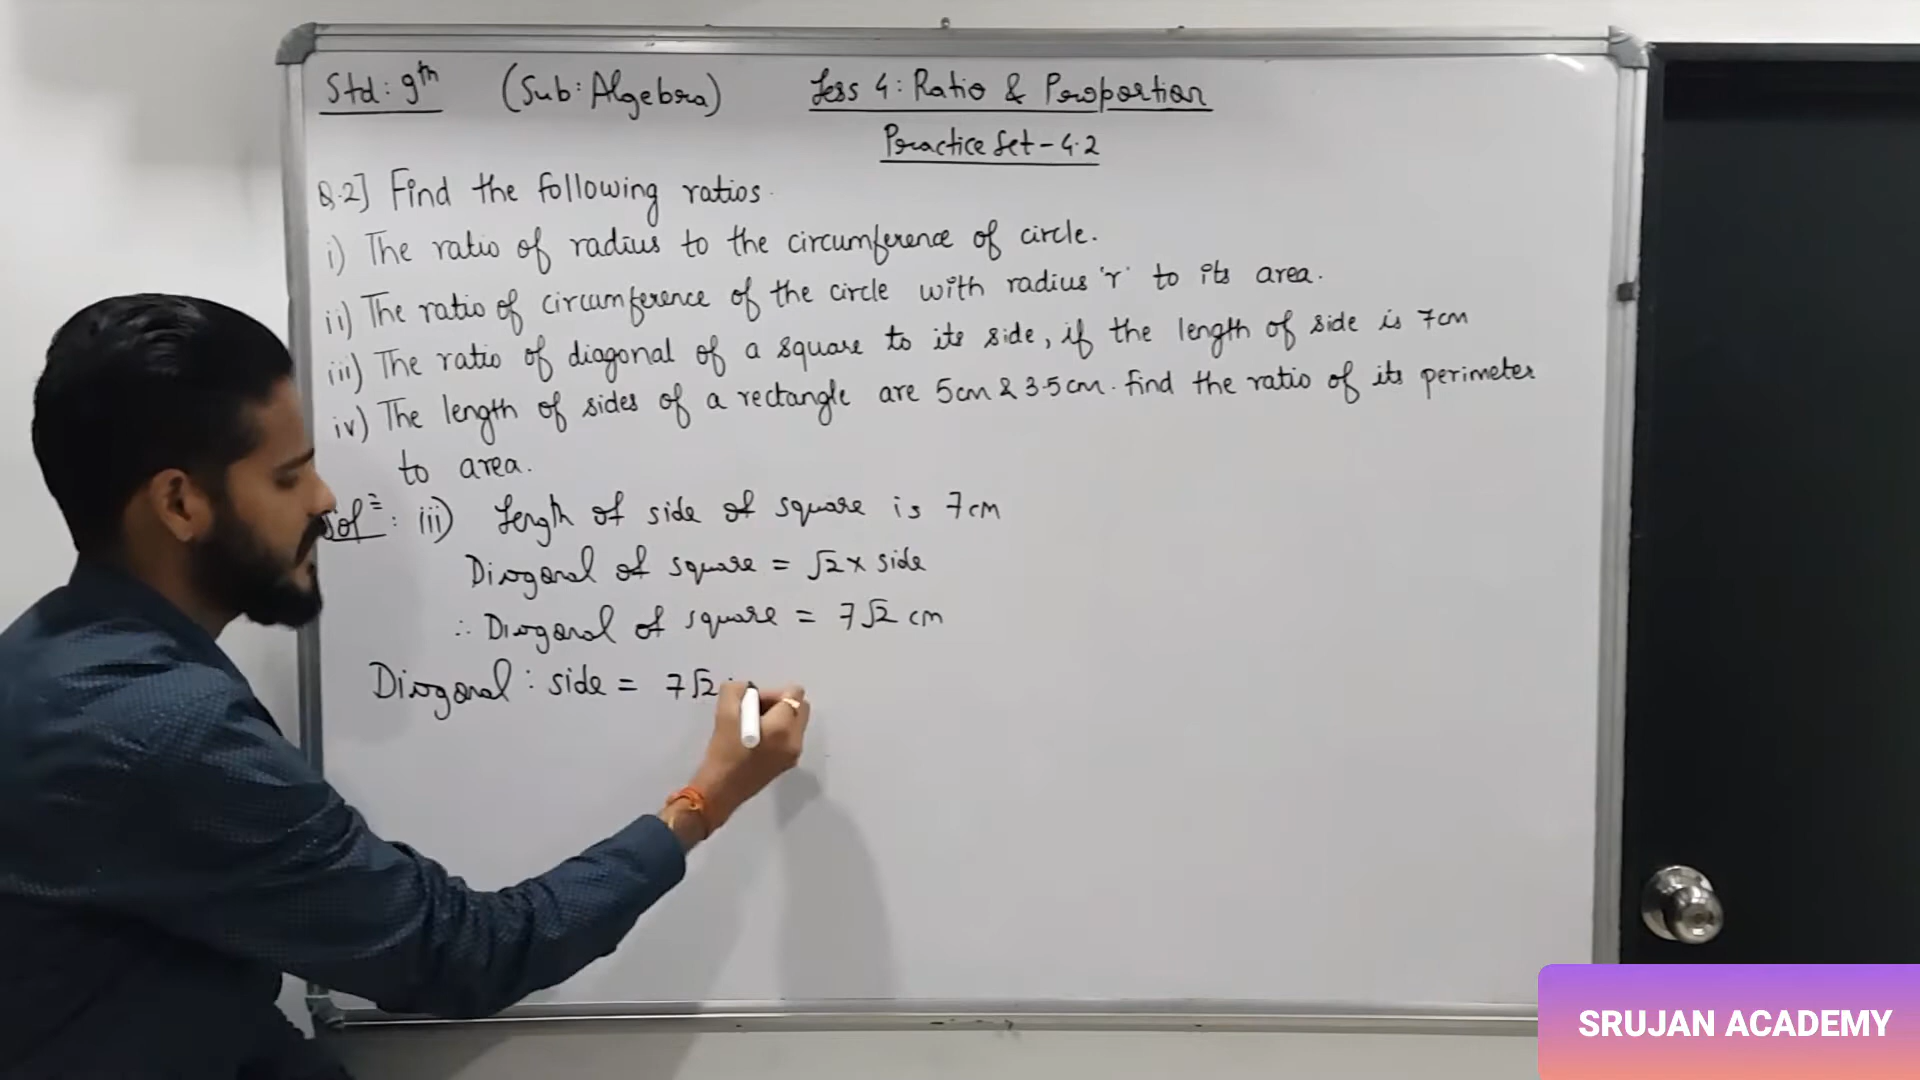 Std: 9th (Sub: Algebra) Less 4: Ratio & Proportion
Practice Set - 4.2
Q.2] Find the following ratios.
i) The ratio of radius to the circumference of circle.
ii) The ratio of circumference of the circle with radius 'r' to its area.
iii) The ratio of diagonal of a square to its side, if the length of side is 7cm
iv) The length of sides of a rectangle are 5cm & 3.5cm. Find the ratio of its perimeter
to area.
Solⁿ: iii) Length of side of square is 7cm
Diagonal of square = √2 × side
∴ Diagonal of square = 7√2 cm
Diagonal : side = 7√2 :
SRUJAN ACADEMY